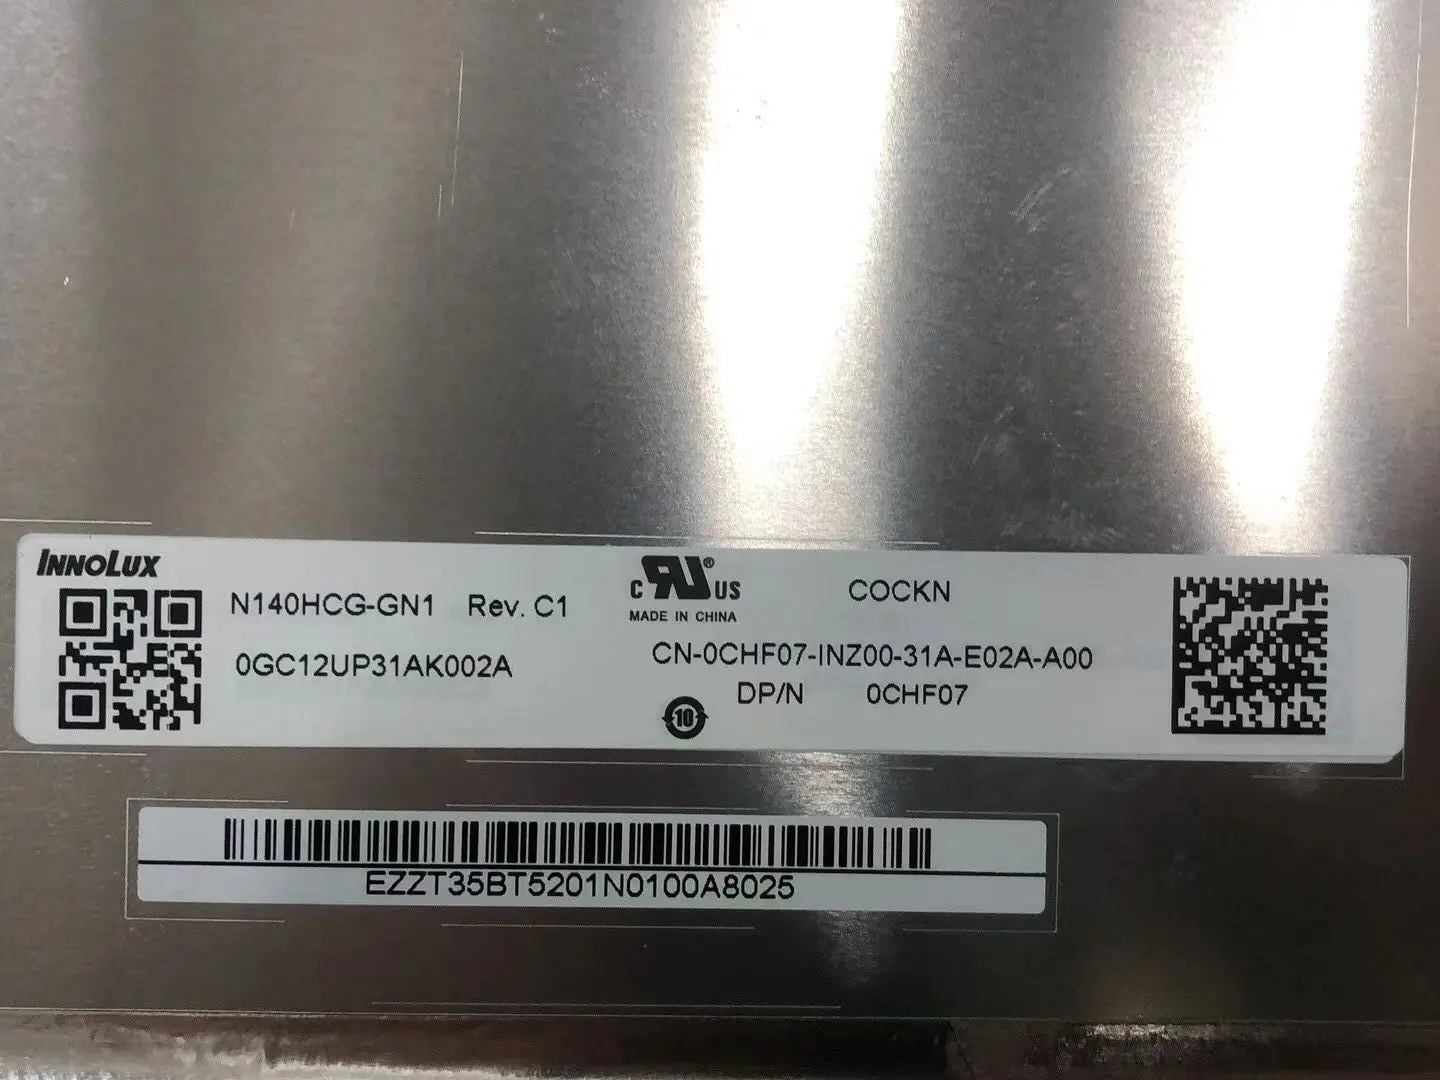 INNOLUX
N140HCG-GN1 Rev. C1
0GC12UP31AK002A
C RU® US
MADE IN CHINA
COCKN
CN-0CHF07-INZ00-31A-E02A-A00
DP/N 0CHF07
10
EZZT35BT5201N0100A8025